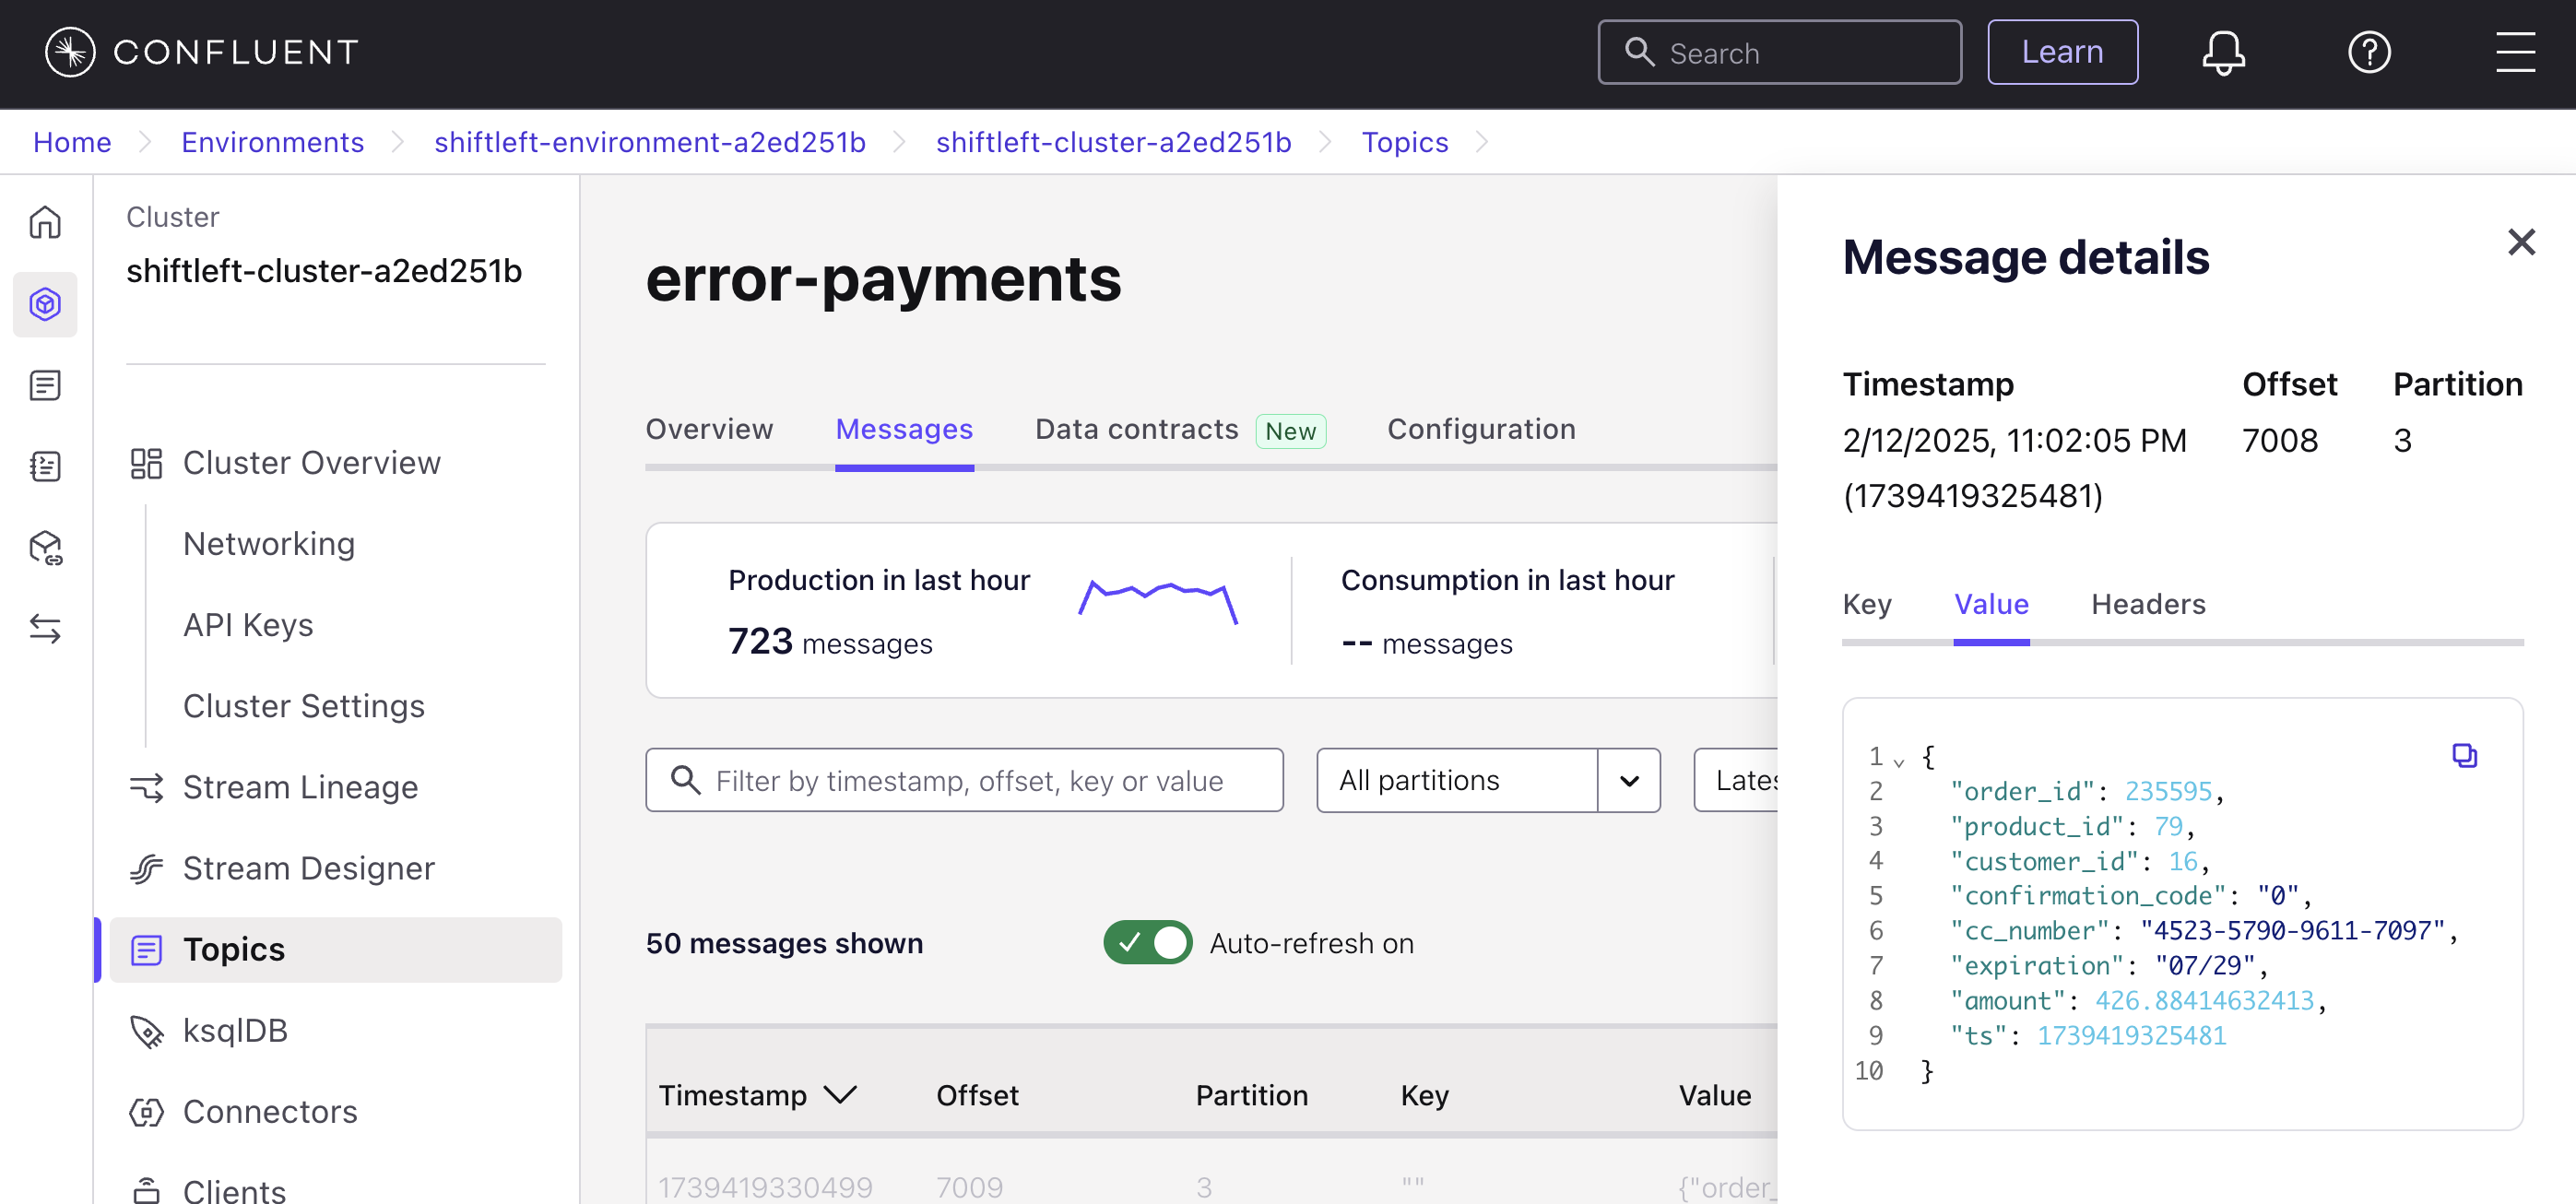 CONFLUENT
Search
Learn
Home
Environments
shiftleft-environment-a2ed251b
shiftleft-cluster-a2ed251b
Topics
Cluster
shiftleft-cluster-a2ed251b
Cluster Overview
Networking
API Keys
Cluster Settings
Stream Lineage
Stream Designer
Topics
ksqlDB
Connectors
Clients
error-payments
Overview
Messages
Data contracts New
Configuration
Production in last hour
723 messages
Consumption in last hour
-- messages
Filter by timestamp, offset, key or value
All partitions
Lates
50 messages shown
Auto-refresh on
Timestamp Offset Partition Key Value
1739419330499 7009 3 "" {"order_
Message details
Timestamp Offset Partition
2/12/2025, 11:02:05 PM 7008 3
(1739419325481)
Key Value Headers
1 {
2 "order_id": 235595,
3 "product_id": 79,
4 "customer_id": 16,
5 "confirmation_code": "0",
6 "cc_number": "4523-5790-9611-7097",
7 "expiration": "07/29",
8 "amount": 426.88414632413,
9 "ts": 1739419325481
10 }